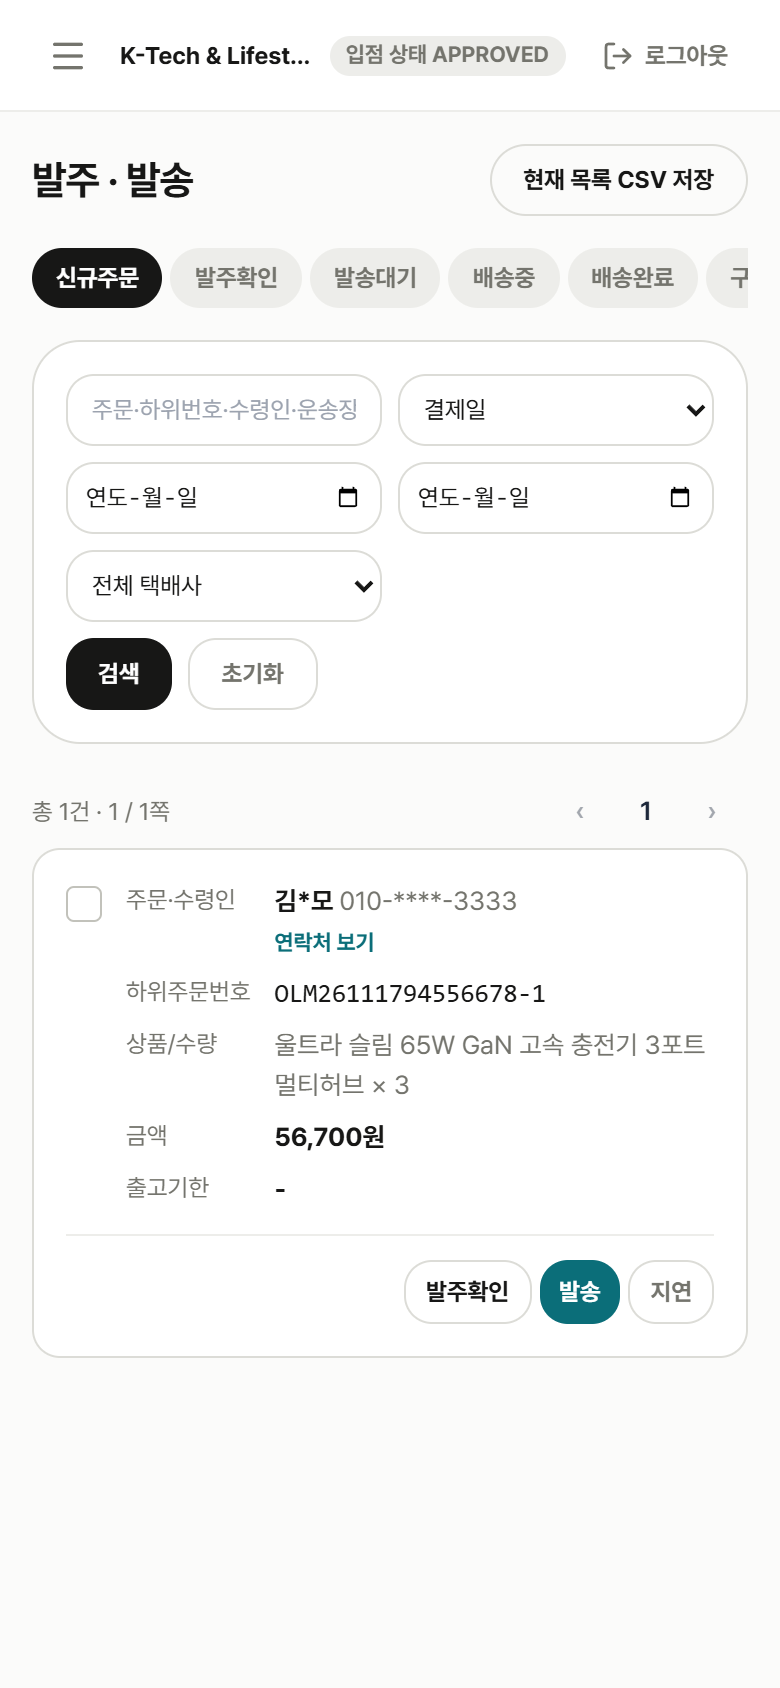 K-Tech & Lifest... 입점 상태 APPROVED 로그아웃
발주 · 발송
현재 목록 CSV 저장
신규주문 발주확인 발송대기 배송중 배송완료 구
주문·하위번호·수령인·운송장 결제일
연도-월-일 연도-월-일
전체 택배사
검색 초기화
총 1건 · 1 / 1쪽 ‹ 1 ›
주문·수령인 김*모 010-****-3333
연락처 보기
하위주문번호 OLM26111794556678-1
상품/수량 울트라 슬림 65W GaN 고속 충전기 3포트
멀티허브 × 3
금액 56,700원
출고기한 -
발주확인 발송 지연